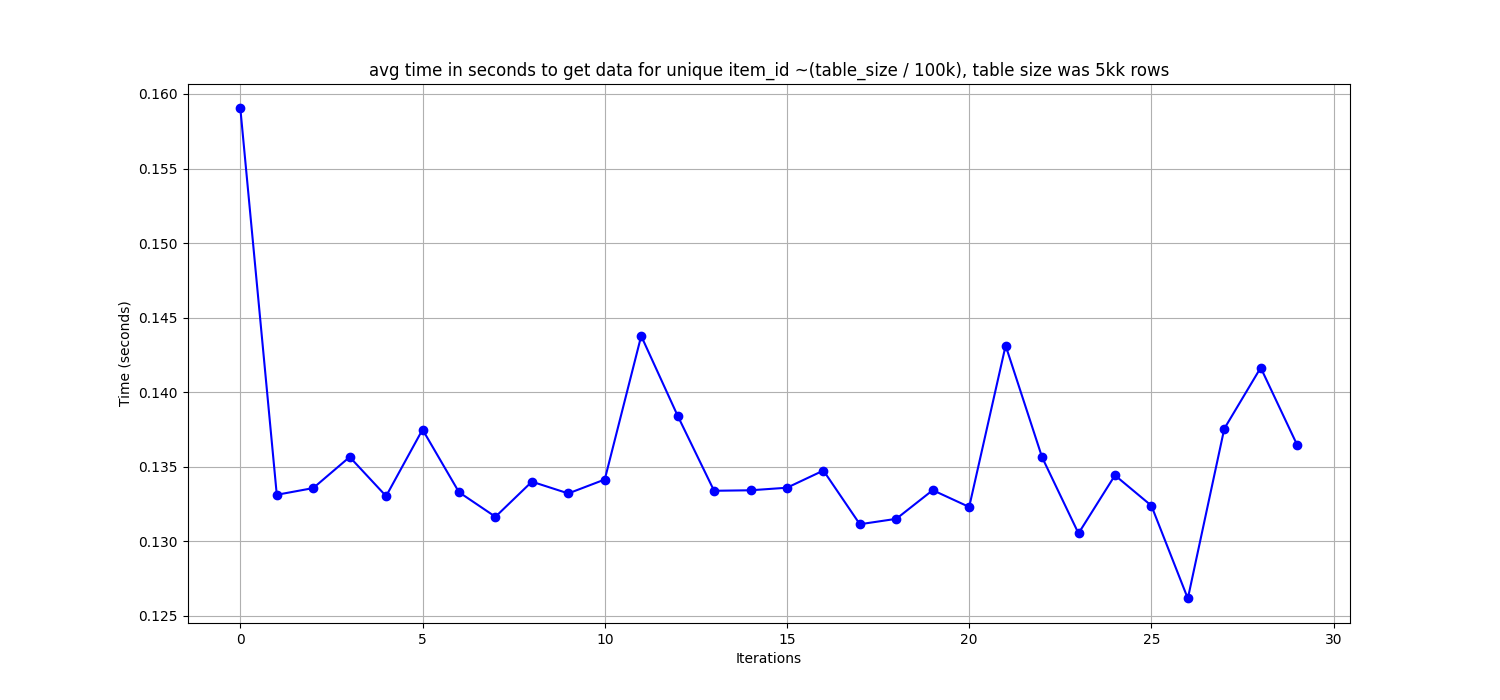 avg time in seconds to get data for unique item_id ~(table_size / 100k), table size was 5kk rows
0.160
0.155
0.150
0.145
0.140
0.135
0.130
0.125
Time (seconds)
0 5 10 15 20 25 30
Iterations